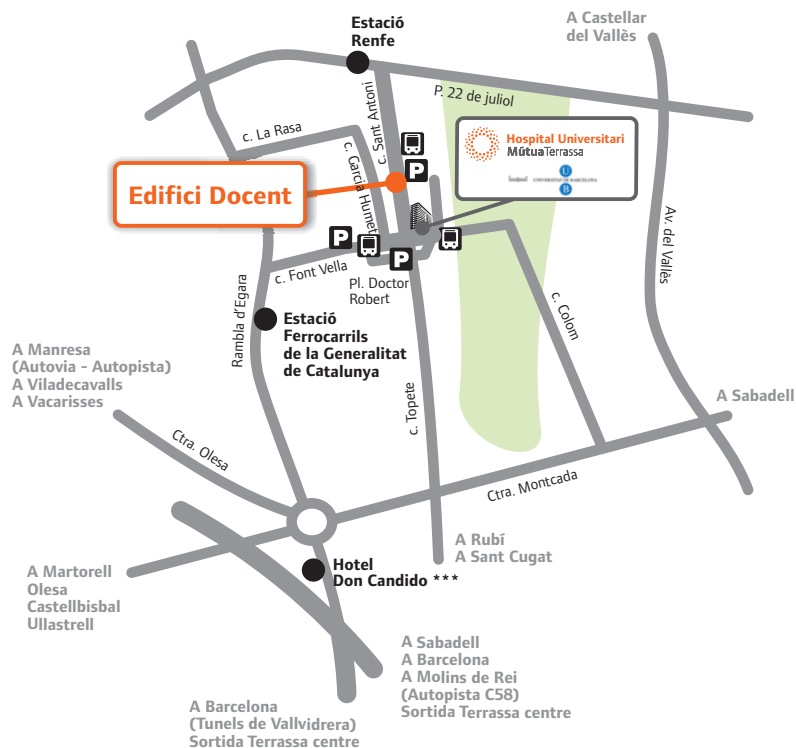 Estació
Renfe
A Castellar
del Vallès
P. 22 de juliol
c. Sant Antoni
c. La Rasa
c. Garcia Humet
Hospital Universitari
MútuaTerrassa
UNIVERSITAT DE BARCELONA
U
B
P
Edifici Docent
P
P
c. Font Vella
Pl. Doctor
Robert
Av. del Vallès
c. Colom
Rambla d'Egara
Estació
Ferrocarrils
de la Generalitat
de Catalunya
A Manresa
(Autovia - Autopista)
A Viladecavalls
A Vacarisses
c. Topete
A Sabadell
Ctra. Olesa
Ctra. Montcada
A Rubí
A Sant Cugat
Hotel
Don Candido ***
A Martorell
Olesa
Castellbisbal
Ullastrell
A Sabadell
A Barcelona
A Molins de Rei
(Autopista C58)
Sortida Terrassa centre
A Barcelona
(Tunels de Vallvidrera)
Sortida Terrassa centre